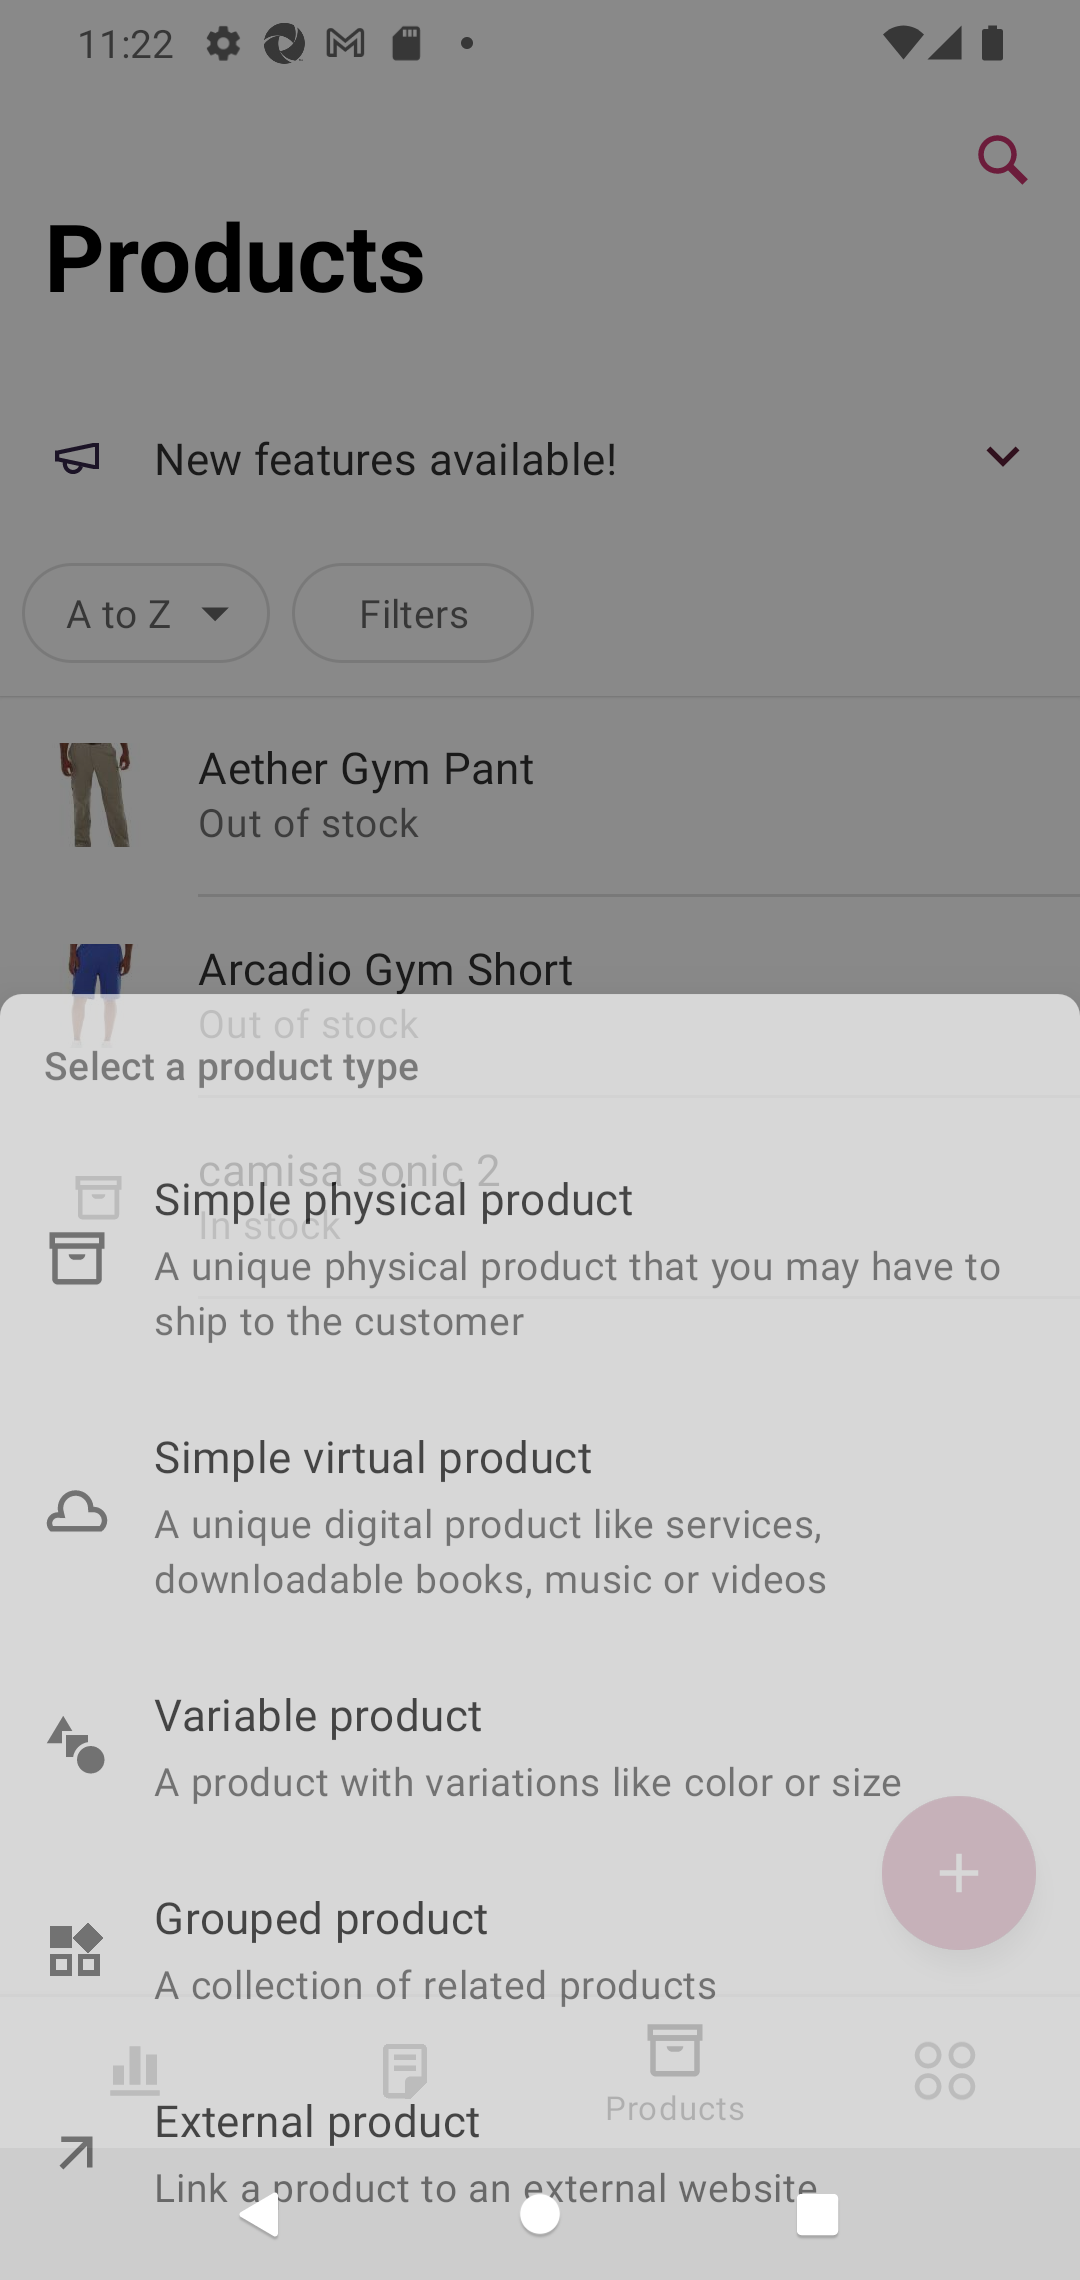 11:22
Products
New features available!
A to Z
Filters
Aether Gym Pant
Out of stock
Arcadio Gym Short
Out of stock
Select a product type
camisa sonic 2
Simple physical product
In stock
A unique physical product that you may have to
ship to the customer
Simple virtual product
A unique digital product like services,
downloadable books, music or videos
Variable product
A product with variations like color or size
Grouped product
A collection of related products
Products
External product
Link a product to an external website